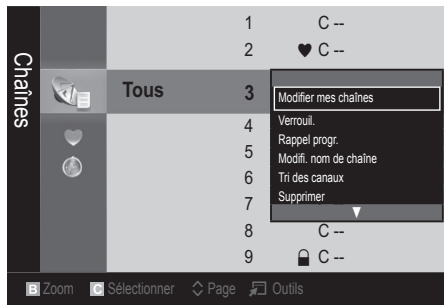 Chaînes
1 C --
2 ♥ C --
Tous 3
Modifier mes chaînes
4
Verrouil.
Rappel progr.
5
Modifi. nom de chaîne
6
Tri des canaux
Supprimer
7
▼
8 C --
9 C --
B Zoom C Sélectionner Page Outils